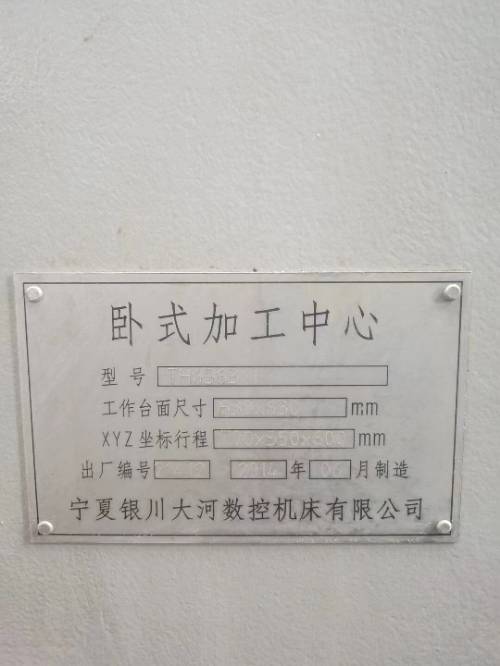 卧式加工中心
型号
工作台面尺寸 mm
XYZ坐标行程 mm
出厂编号 2014 年 月制造
宁夏银川大河数控机床有限公司